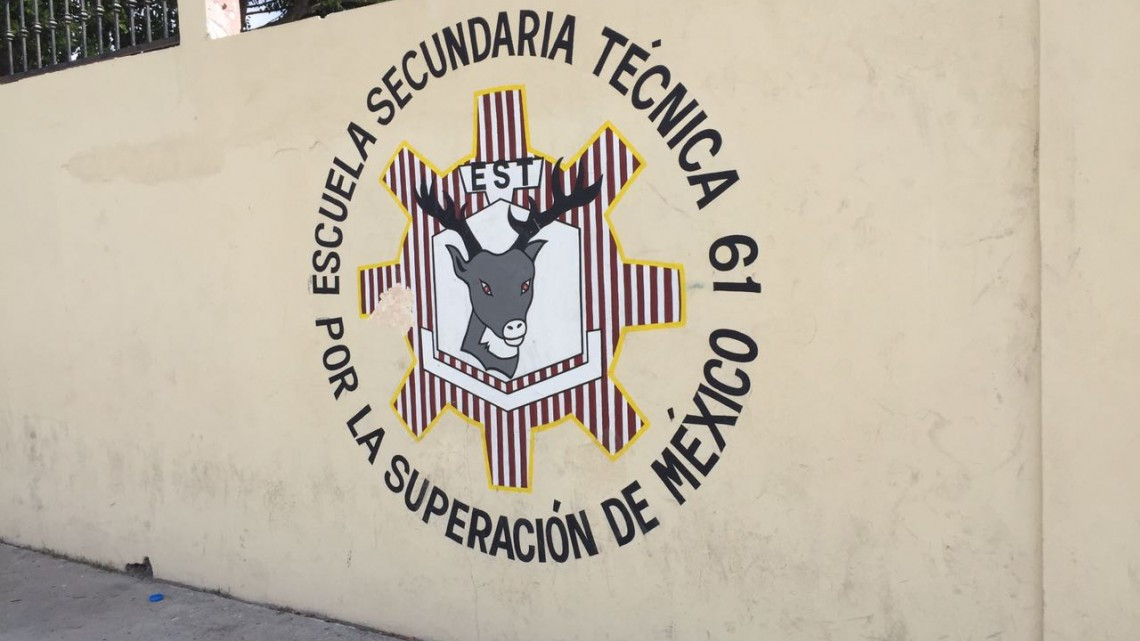 ESCUELA SECUNDARIA TÉCNICA 61
EST
POR LA SUPERACIÓN DE MÉXICO